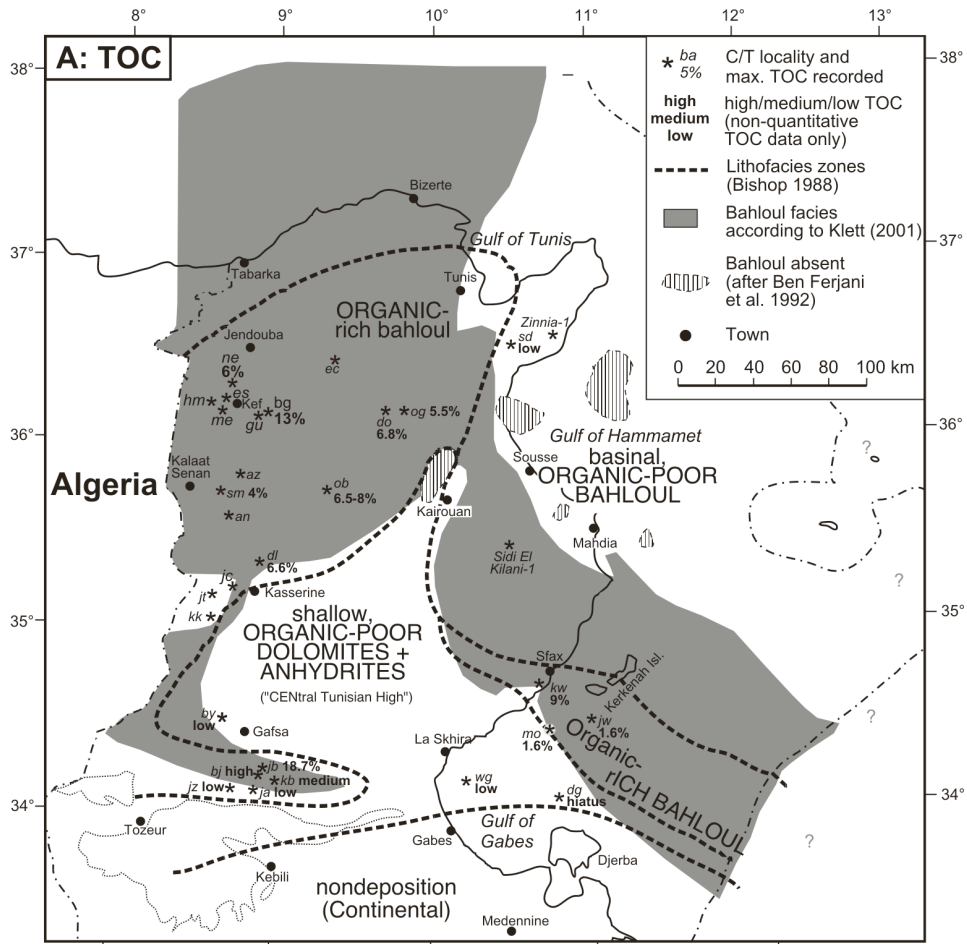 8°
9°
10°
11°
12°
13°
A: TOC
38°
37°
36°
35°
34°
38°
37°
36°
35°
34°
* ba
5%
C/T locality and
max. TOC recorded
high
medium
low
high/medium/low TOC
(non-quantitative
TOC data only)
Lithofacies zones
(Bishop 1988)
Bahloul facies
according to Klett (2001)
Bahloul absent
(after Ben Ferjani
et al. 1992)
Town
0 20 40 60 80 100 km
Bizerte
Gulf of Tunis
Tabarka
Tunis
ORGANIC-
rich bahloul
Jendouba
Zinnia-1 *
* sd
low
ne
6%
*
* ec
hm *
* es
Kef
* me
* gu
* bg
13%
* do
6.8%
* og 5.5%
Gulf of Hammamet
basinal,
ORGANIC-POOR
BAHLOUL
Sousse
Algeria
Kalaat
Senan
* az
* sm 4%
* ob
6.5-8%
* an
Kairouan
Mahdia
* Sidi El
Kilani-1
* dl
6.6%
jc *
jt *
kk *
Kasserine
shallow,
ORGANIC-POOR
DOLOMITES +
ANHYDRITES
("CENtral Tunisian High")
Sfax
* kw
9%
Kerkenah Isl.
* jw
1.6%
mo *
1.6%
Organic-
rICH BAHLOUL
by *
low
Gafsa
La Skhira
* jb 18.7%
bj high *
* kb medium
jz low *
* ja low
* wg
low
* dg
hiatus
Tozeur
Gulf of
Gabes
Gabes
Kebili
Djerba
nondeposition
(Continental)
Medennine
?
?
?
?